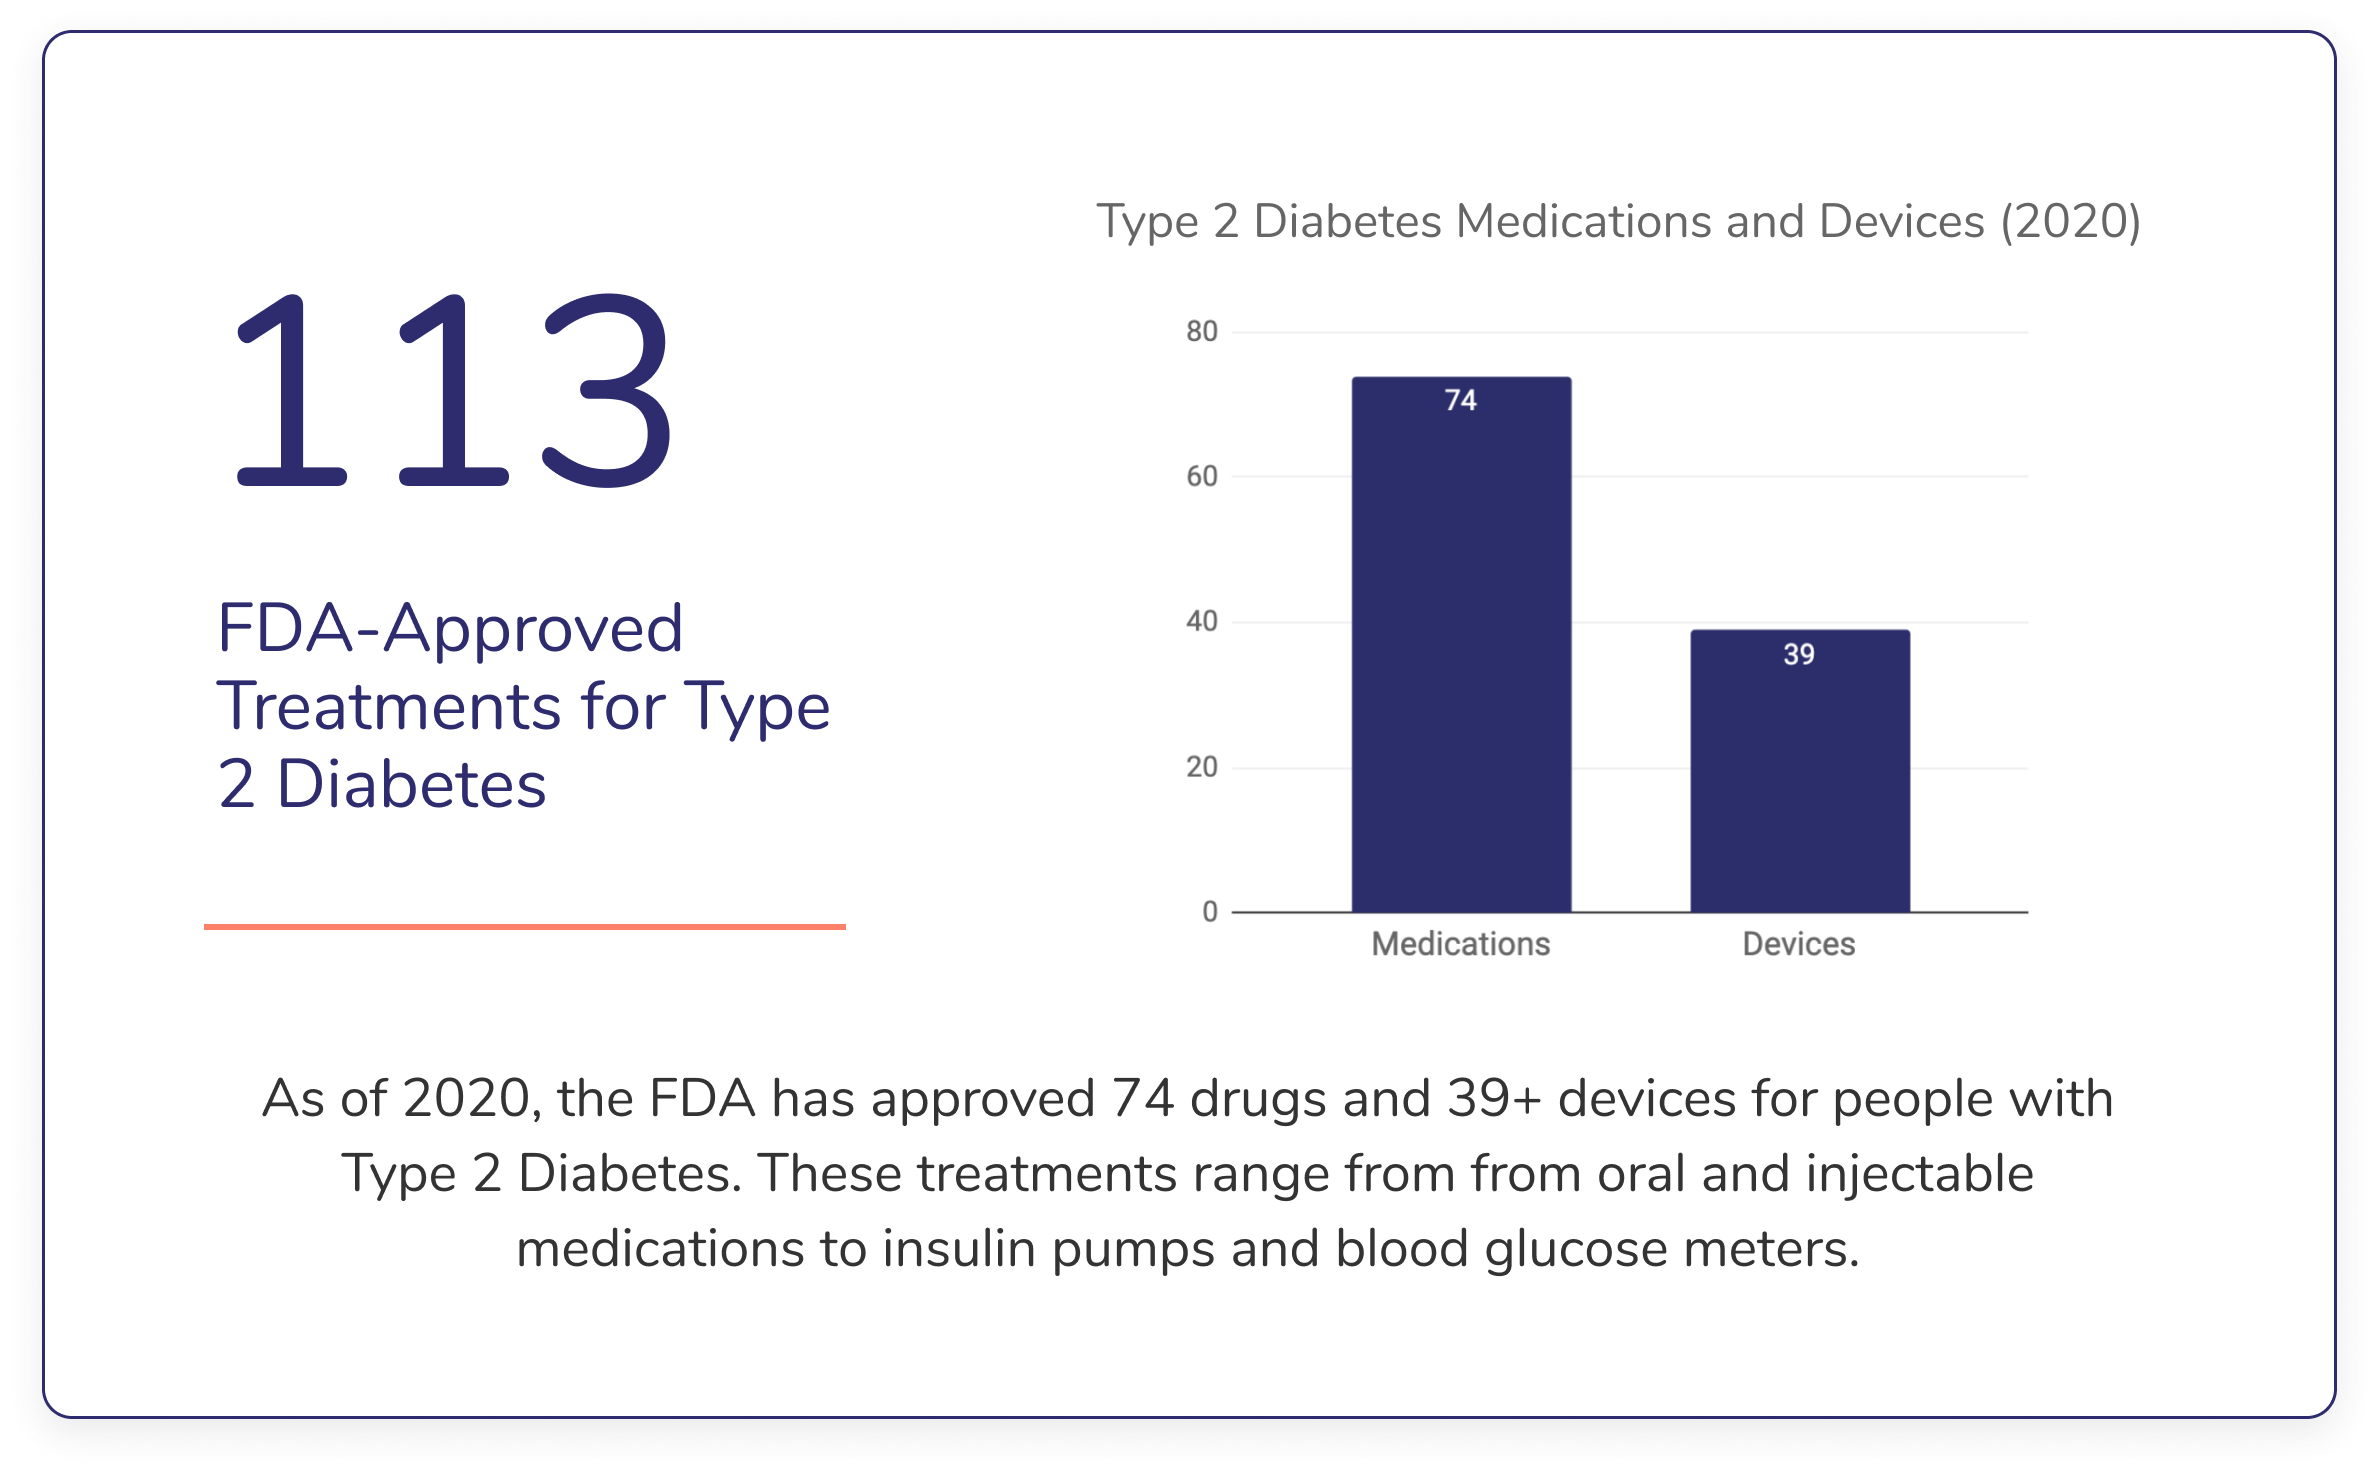 113
FDA-Approved
Treatments for Type
2 Diabetes
Type 2 Diabetes Medications and Devices (2020)
80
60
40
20
0
74
39
Medications
Devices
As of 2020, the FDA has approved 74 drugs and 39+ devices for people with
Type 2 Diabetes. These treatments range from from oral and injectable
medications to insulin pumps and blood glucose meters.